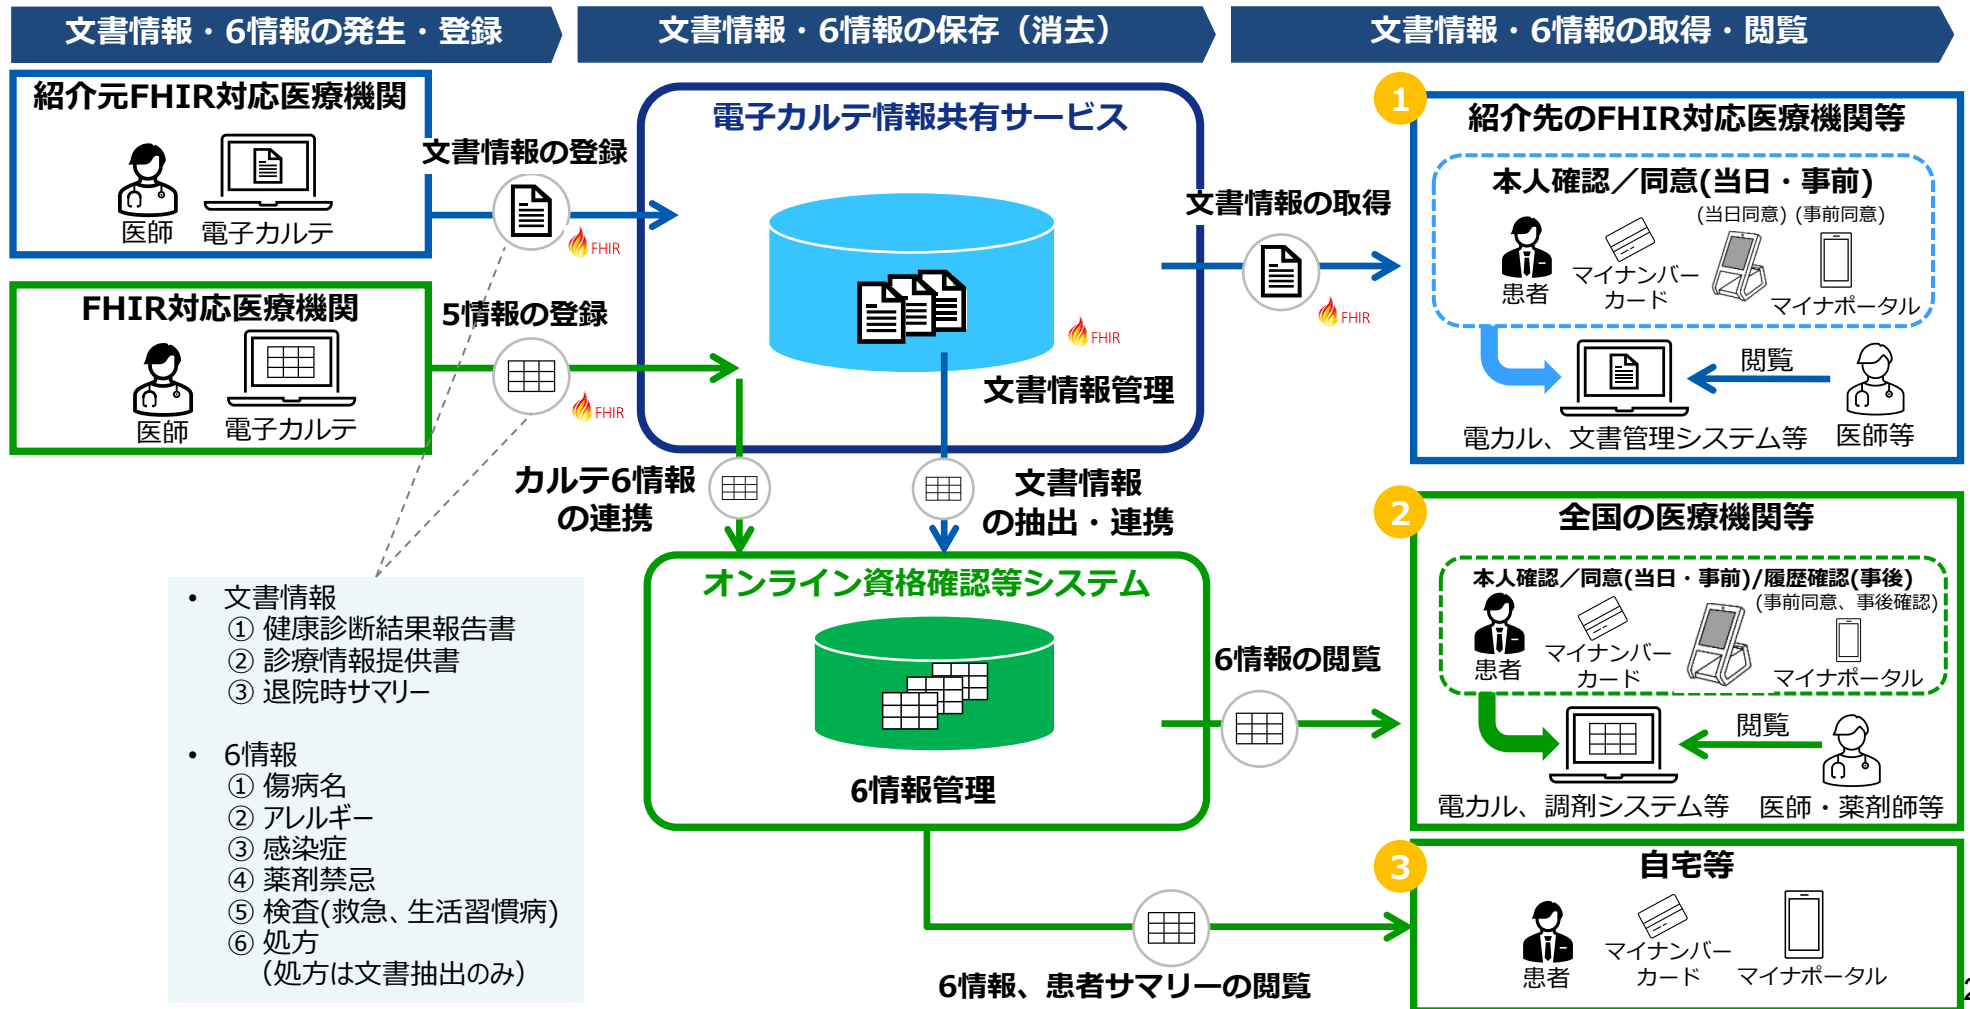 文書情報・6情報の発生・登録
文書情報・6情報の保存（消去）
文書情報・6情報の取得・閲覧
紹介元FHIR対応医療機関
医師
電子カルテ
文書情報の登録
FHIR
FHIR対応医療機関
医師
電子カルテ
5情報の登録
FHIR
電子カルテ情報共有サービス
FHIR
文書情報管理
文書情報の取得
FHIR
カルテ6情報
の連携
文書情報
の抽出・連携
オンライン資格確認等システム
6情報管理
6情報の閲覧
6情報、患者サマリーの閲覧
• 文書情報
① 健康診断結果報告書
② 診療情報提供書
③ 退院時サマリー
• 6情報
① 傷病名
② アレルギー
③ 感染症
④ 薬剤禁忌
⑤ 検査(救急、生活習慣病)
⑥ 処方
（処方は文書抽出のみ）
1
紹介先のFHIR対応医療機関等
本人確認／同意(当日・事前)
(当日同意) (事前同意)
患者
マイナンバー
カード
マイナポータル
閲覧
電カル、文書管理システム等
医師等
2
全国の医療機関等
本人確認／同意(当日・事前)/履歴確認(事後)
(事前同意、事後確認)
患者
マイナンバー
カード
マイナポータル
閲覧
電カル、調剤システム等
医師・薬剤師等
3
自宅等
患者
マイナンバー
カード
マイナポータル